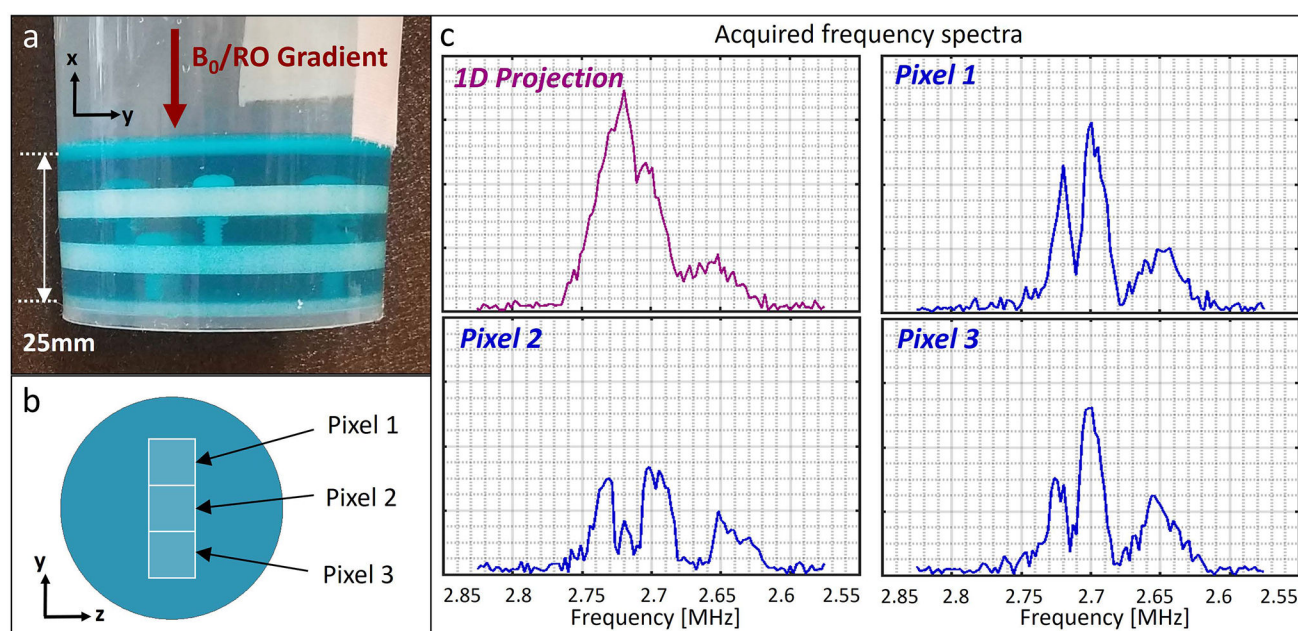 a
x
y
B₀/RO Gradient
25mm
b
Pixel 1
Pixel 2
Pixel 3
y
z
c
Acquired frequency spectra
1D Projection
Pixel 1
Pixel 2
Pixel 3
2.85 2.8 2.75 2.7 2.65 2.6 2.55
Frequency [MHz]
2.85 2.8 2.75 2.7 2.65 2.6 2.55
Frequency [MHz]